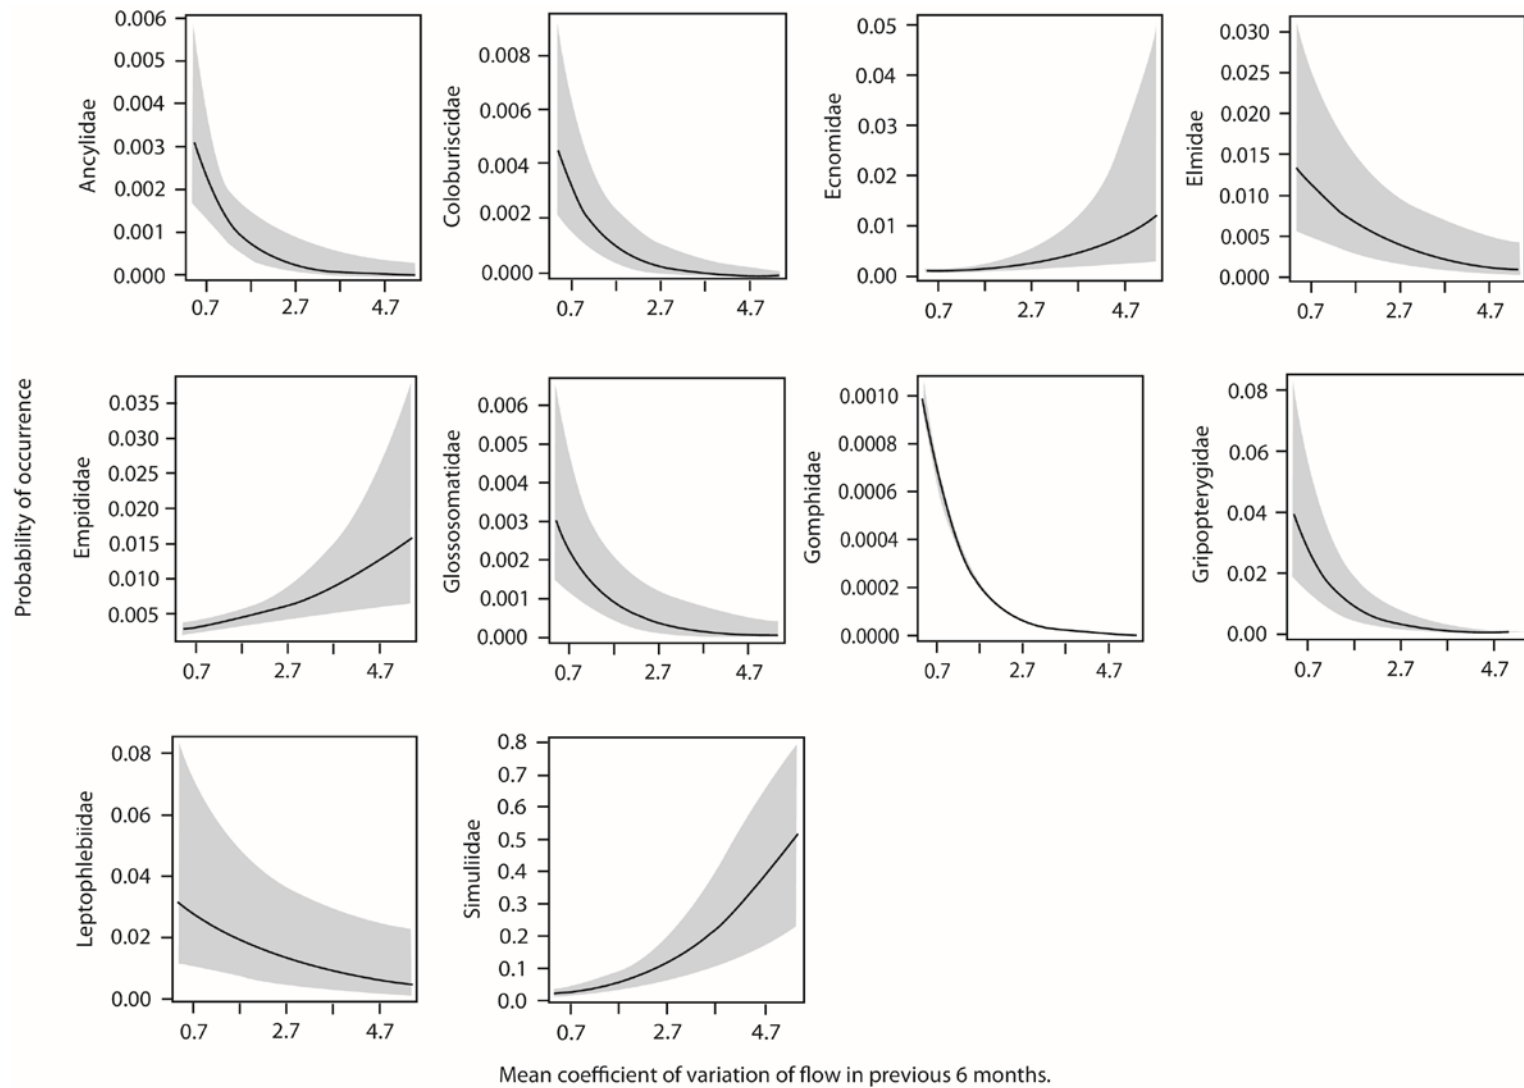 Probability of occurrence
Ancylidae
0.006
0.005
0.004
0.003
0.002
0.001
0.000
0.7 2.7 4.7
Coloburiscidae
0.008
0.006
0.004
0.002
0.000
0.7 2.7 4.7
Ecnomidae
0.05
0.04
0.03
0.02
0.01
0.00
0.7 2.7 4.7
Elmidae
0.030
0.025
0.020
0.015
0.010
0.005
0.000
0.7 2.7 4.7
Empididae
0.035
0.030
0.025
0.020
0.015
0.010
0.005
0.7 2.7 4.7
Glossosomatidae
0.006
0.005
0.004
0.003
0.002
0.001
0.000
0.7 2.7 4.7
Gomphidae
0.0010
0.0008
0.0006
0.0004
0.0002
0.0000
0.7 2.7 4.7
Gripopterygidae
0.08
0.06
0.04
0.02
0.00
0.7 2.7 4.7
Leptophlebiidae
0.08
0.06
0.04
0.02
0.00
0.7 2.7 4.7
Simuliidae
0.8
0.7
0.6
0.5
0.4
0.3
0.2
0.1
0.0
0.7 2.7 4.7
Mean coefficient of variation of flow in previous 6 months.